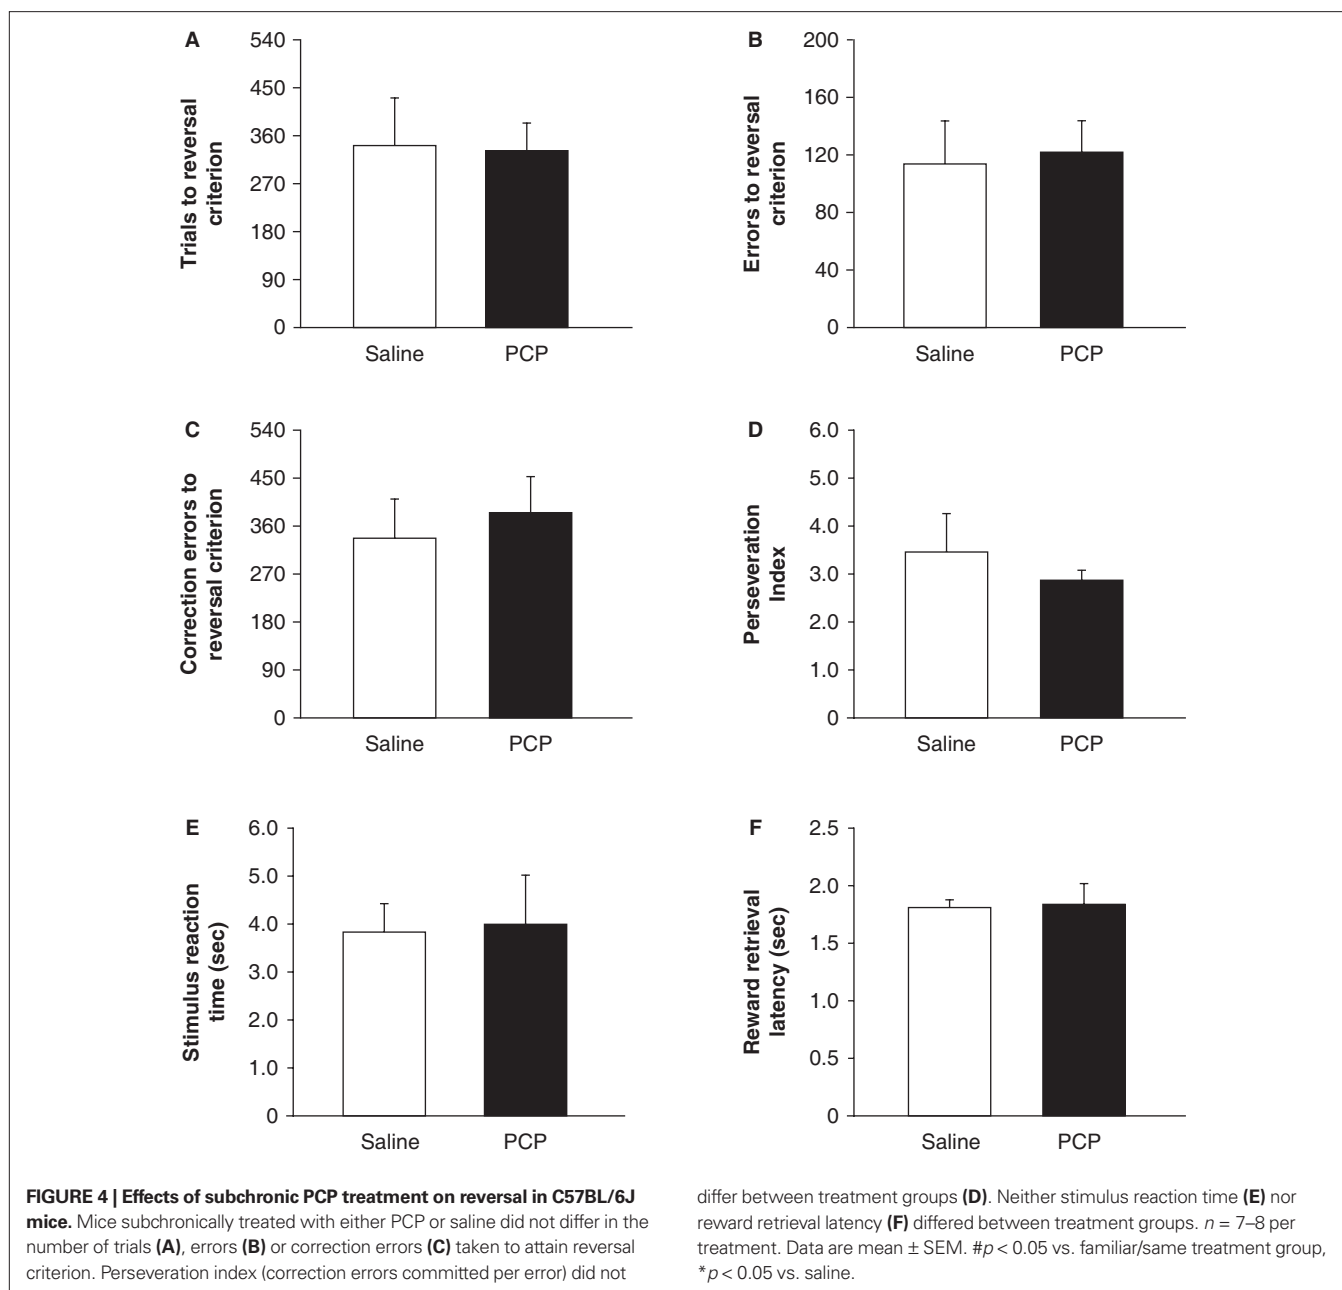 A
540
450
360
270
180
90
0
Trials to reversal
criterion
Saline
PCP
B
200
160
120
80
40
0
Errors to reversal
criterion
Saline
PCP
C
540
450
360
270
180
90
0
Correction errors to
reversal criterion
Saline
PCP
D
6.0
5.0
4.0
3.0
2.0
1.0
0
Perseveration
Index
Saline
PCP
E
6.0
5.0
4.0
3.0
2.0
1.0
0
Stimulus reaction
time (sec)
Saline
PCP
F
2.5
2.0
1.5
1.0
0.5
0
Reward retrieval
latency (sec)
Saline
PCP
FIGURE 4 | Effects of subchronic PCP treatment on reversal in C57BL/6J
mice. Mice subchronically treated with either PCP or saline did not differ in the
number of trials (A), errors (B) or correction errors (C) taken to attain reversal
criterion. Perseveration index (correction errors committed per error) did not
differ between treatment groups (D). Neither stimulus reaction time (E) nor
reward retrieval latency (F) differed between treatment groups. n = 7–8 per
treatment. Data are mean ± SEM. #p < 0.05 vs. familiar/same treatment group,
*p < 0.05 vs. saline.